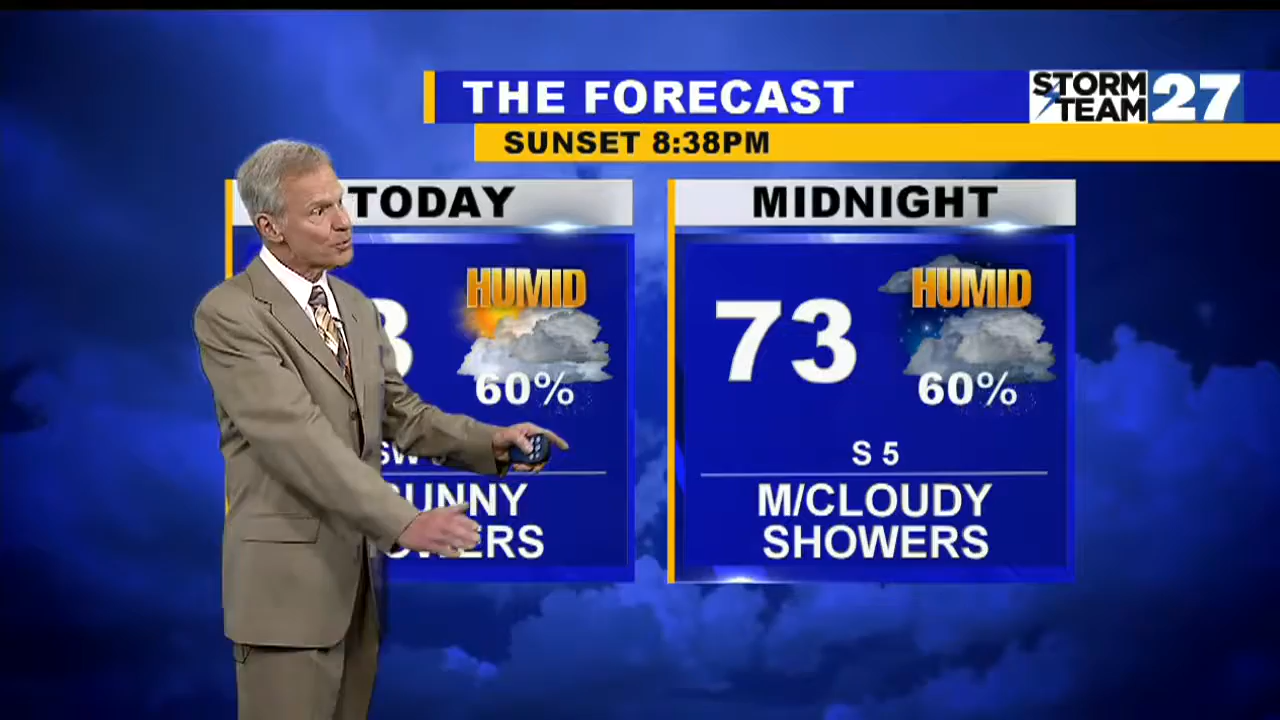 THE FORECAST
STORM TEAM 27
SUNSET 8:38PM
TODAY
HUMID
60%
MIDNIGHT
73
HUMID
60%
S 5
M/CLOUDY
SHOWERS